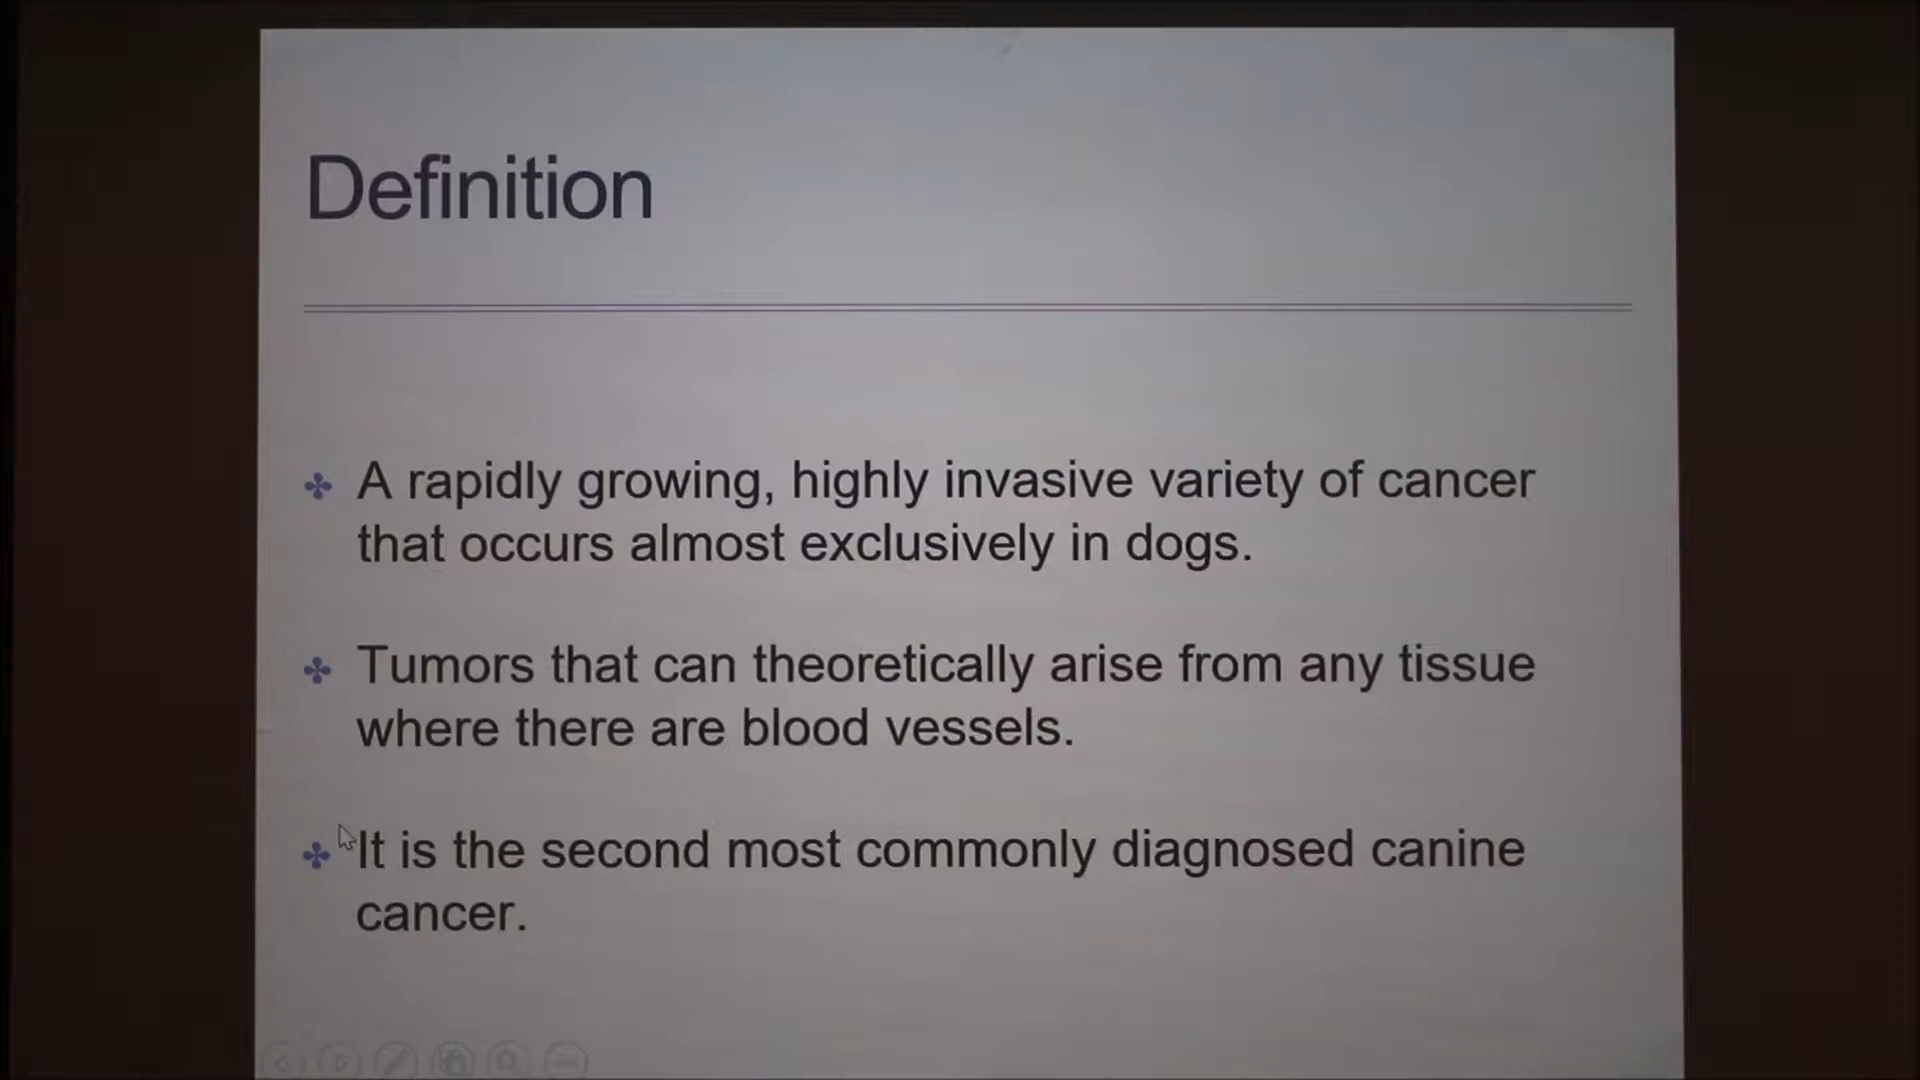 Definition
A rapidly growing, highly invasive variety of cancer
that occurs almost exclusively in dogs.
Tumors that can theoretically arise from any tissue
where there are blood vessels.
It is the second most commonly diagnosed canine
cancer.